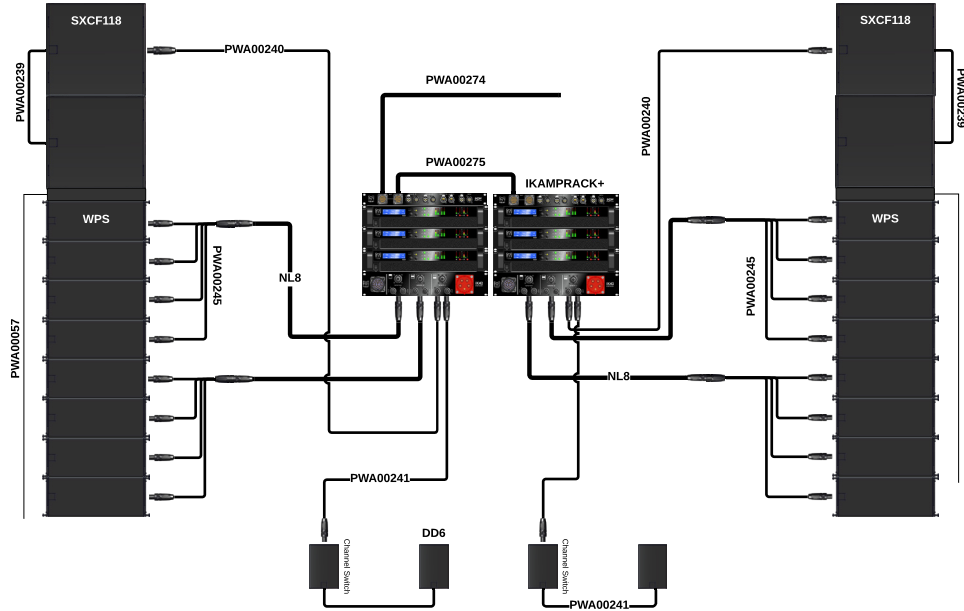 SXCF118
SXCF118
PWA00240
PWA00239
PWA00274
PWA00240
PWA00239
PWA00275
IKAMPRACK+
WPS
WPS
PWA00245
NL8
PWA00245
PWA00057
NL8
PWA00241
DD6
Channel Switch
Channel Switch
PWA00241